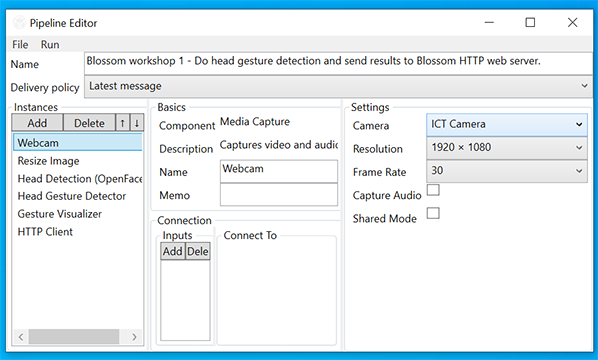 Pipeline Editor
File Run
Name Blossom workshop 1 - Do head gesture detection and send results to Blossom HTTP web server.
Delivery policy Latest message
Instances
Add Delete ↑ ↓
Webcam
Resize Image
Head Detection (OpenFace
Head Gesture Detector
Gesture Visualizer
HTTP Client
Basics
Component Media Capture
Description Captures video and audio
Name Webcam
Memo
Connection
Inputs
Add Dele
Connect To
Settings
Camera ICT Camera
Resolution 1920 × 1080
Frame Rate 30
Capture Audio
Shared Mode